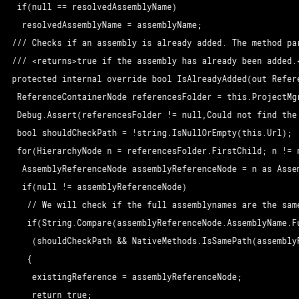 if(null == resolvedAssemblyName)
resolvedAssemblyName = assemblyName;
/// Checks if an assembly is already added. The method par
/// <returns>true if the assembly has already been added.<
protected internal override bool IsAlreadyAdded(out Refere
ReferenceContainerNode referencesFolder = this.ProjectMgr
Debug.Assert(referencesFolder != null,Could not find the
bool shouldCheckPath = !string.IsNullOrEmpty(this.Url);
for(HierarchyNode n = referencesFolder.FirstChild; n != n
AssemblyReferenceNode assemblyReferenceNode = n as Assem
if(null != assemblyReferenceNode)
// We will check if the full assemblynames are the same
if(String.Compare(assemblyReferenceNode.AssemblyName.Fu
(shouldCheckPath && NativeMethods.IsSamePath(assemblyR
{
existingReference = assemblyReferenceNode;
return true;